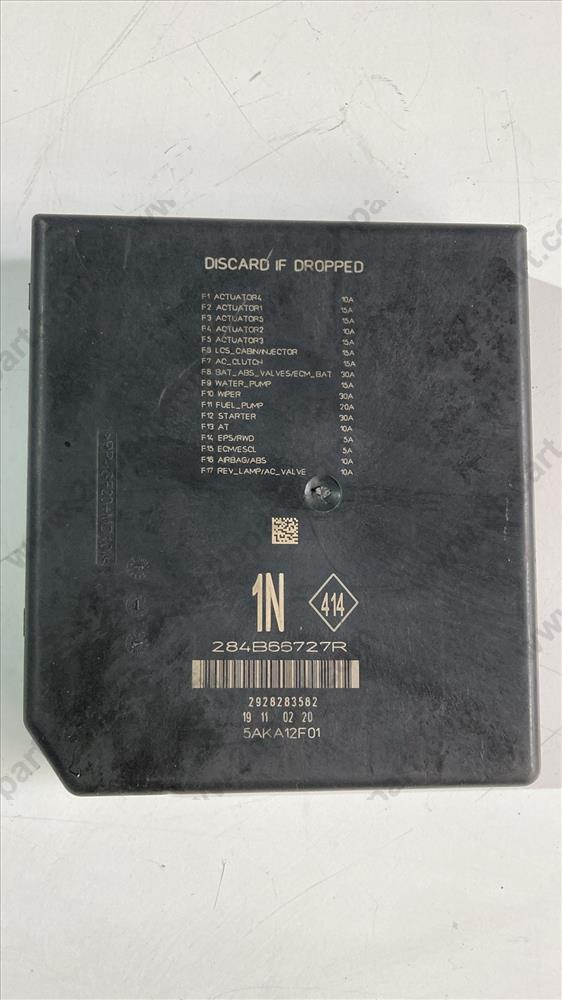 DISCARD IF DROPPED
F1 ACTUATOR4 10A
F2 ACTUATOR1 15A
F3 ACTUATOR5 15A
F4 ACTUATOR2 10A
F5 ACTUATOR3 15A
F6 LCS_CABIN/INJECTOR 15A
F7 AC_CLUTCH 15A
F8 BAT_ABS_VALVES/ECM_BAT 30A
F9 WATER_PUMP 15A
F10 WIPER 30A
F11 FUEL_PUMP 20A
F12 STARTER 30A
F13 AT 10A
F14 EPS/RWD 5A
F15 ECM/ESCL 5A
F16 AIRBAG/ABS 10A
F17 REV_LAMP/AC_VALVE 10A
1N 414
284B66727R
2928283582
19 11 02 20
5AKA12F01